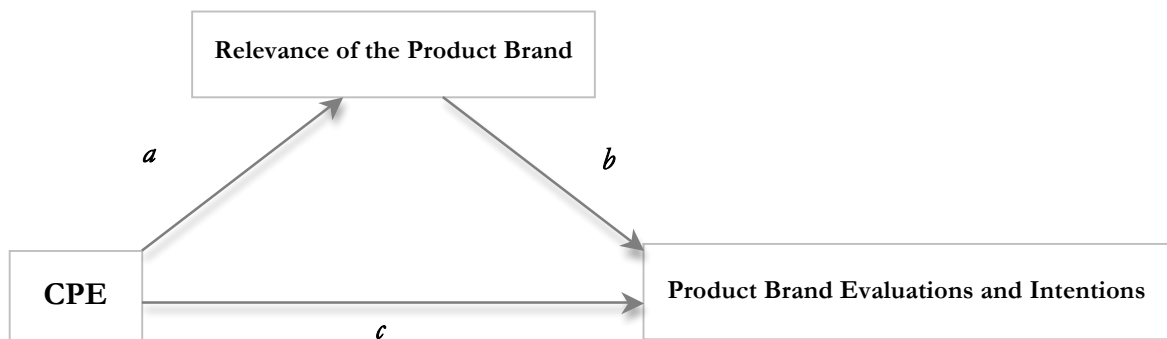 Relevance of the Product Brand
a
b
CPE
Product Brand Evaluations and Intentions
c